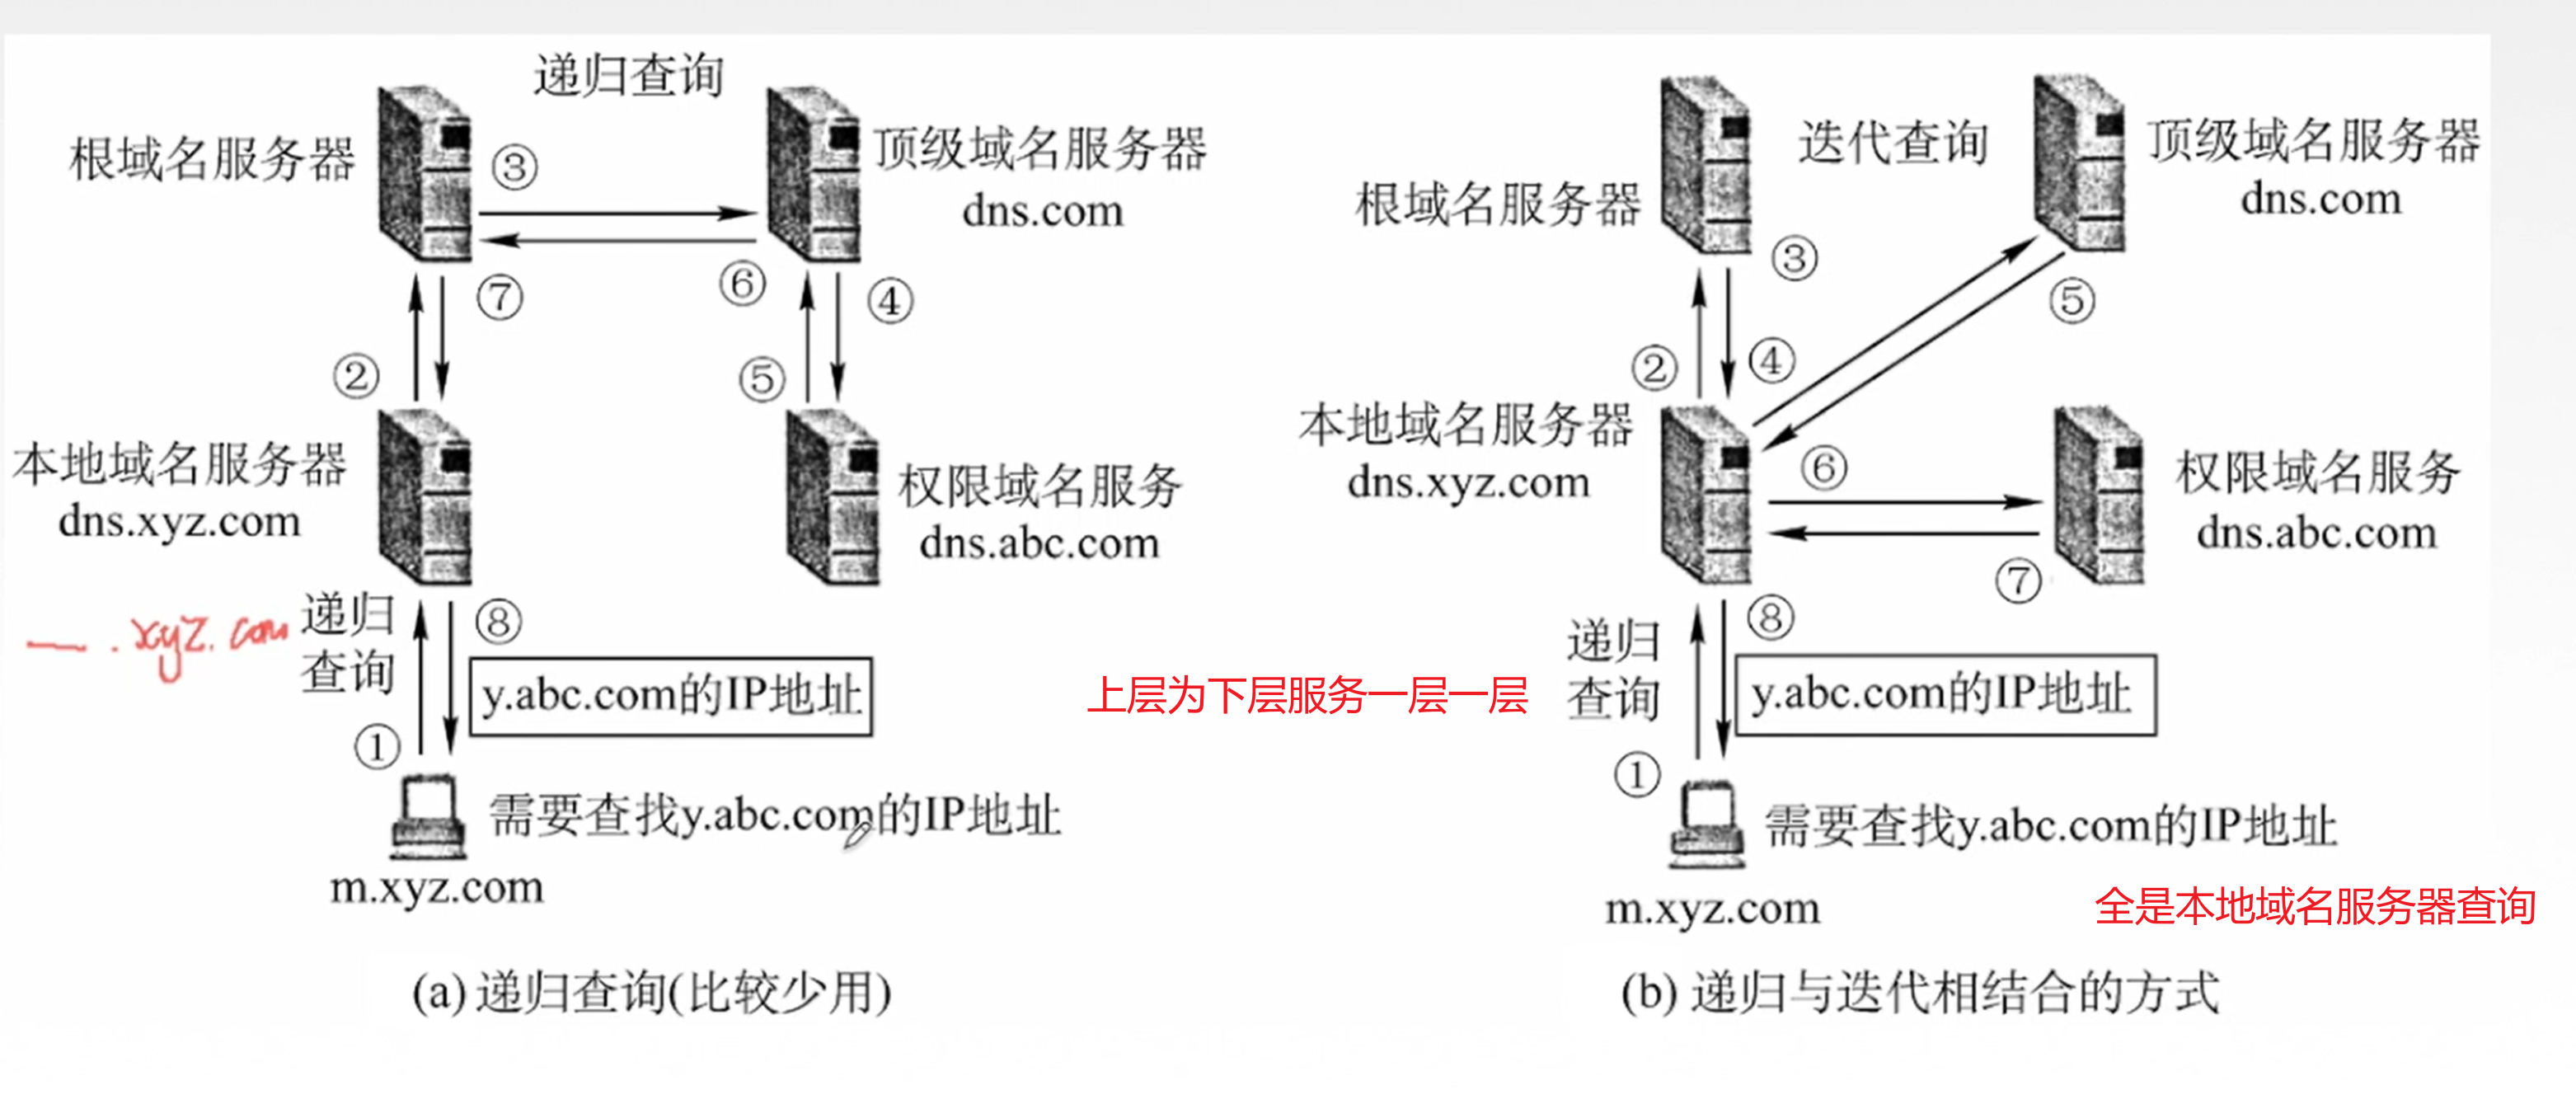 递归查询
根域名服务器
③
顶级域名服务器
dns.com
⑦
⑥
④
②
⑤
本地域名服务器
dns.xyz.com
权限域名服务
dns.abc.com
.xyz.com
递归
查询
⑧
y.abc.com的IP地址
①
需要查找y.abc.com的IP地址
m.xyz.com
(a) 递归查询(比较少用)
上层为下层服务一层一层
迭代查询
根域名服务器
顶级域名服务器
dns.com
③
⑤
②
④
本地域名服务器
dns.xyz.com
⑥
权限域名服务
dns.abc.com
⑦
递归
查询
⑧
y.abc.com的IP地址
①
需要查找y.abc.com的IP地址
m.xyz.com
全是本地域名服务器查询
(b) 递归与迭代相结合的方式